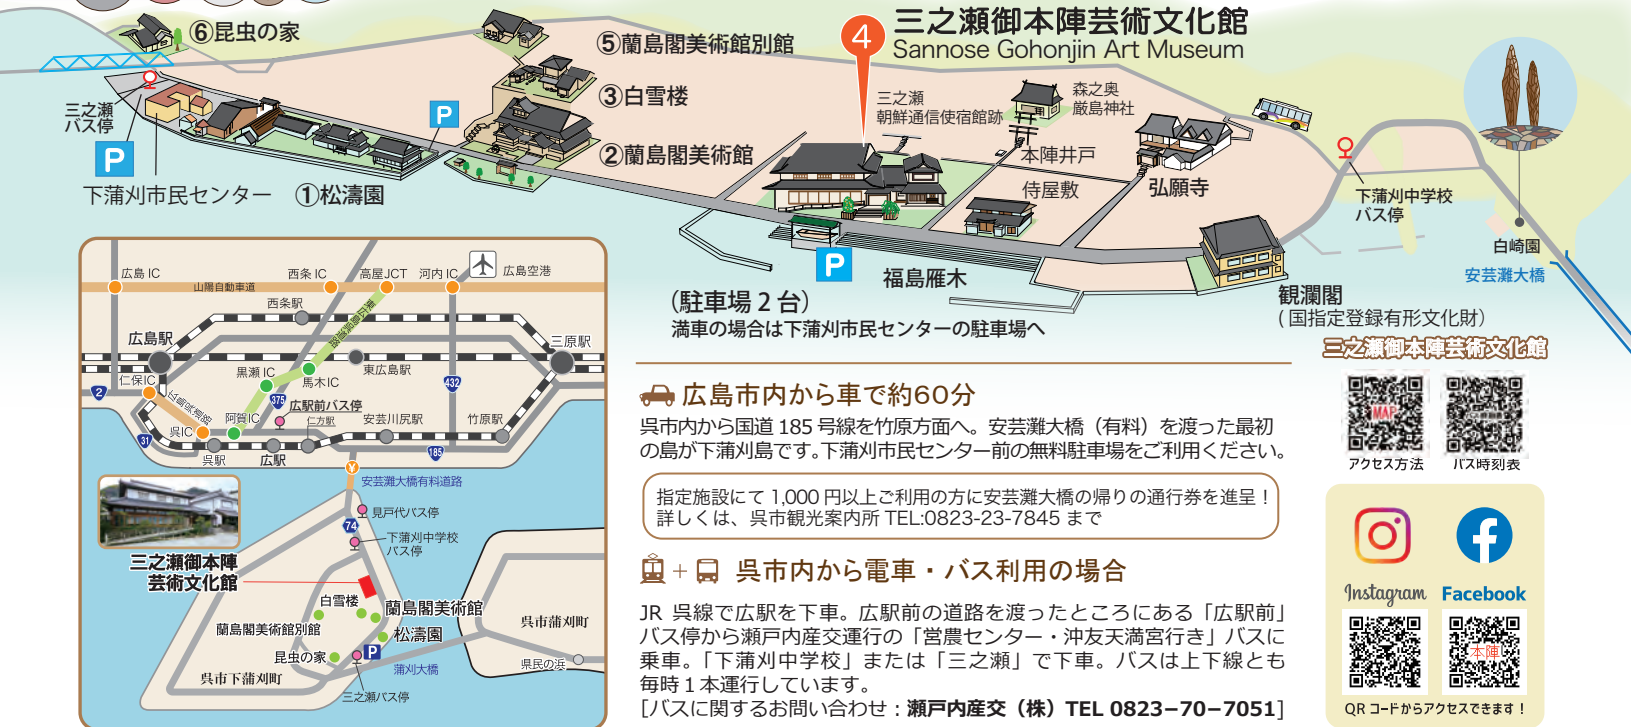 ⑥昆虫の家
⑤蘭島閣美術館別館
③白雪楼
②蘭島閣美術館
4
三之瀬御本陣芸術文化館
Sannose Gohonjin Art Museum
三之瀬
バス停
P
下蒲刈市民センター
①松濤園
P
三之瀬
朝鮮通信使宿館跡
森之奥
厳島神社
本陣井戸
侍屋敷
弘願寺
下蒲刈中学校
バス停
白崎園
安芸灘大橋
P
福島雁木
(駐車場2台)
満車の場合は下蒲刈市民センターの駐車場へ
観瀾閣
(国指定登録有形文化財)
広島IC
西条IC
高屋JCT
河内IC
広島空港
山陽自動車道
西条駅
東広島呉道路
広島駅
三原駅
東広島駅
黒瀬IC
馬木IC
仁保IC
2
広島呉道路
375
432
阿賀IC
広駅前バス停
仁方駅
安芸川尻駅
竹原駅
31
呉IC
呉駅
広駅
185
¥
安芸灘大橋有料道路
見戸代バス停
74
下蒲刈中学校
バス停
三之瀬御本陣
芸術文化館
白雪楼
蘭島閣美術館
蘭島閣美術館別館
松濤園
昆虫の家
P
蒲刈大橋
呉市下蒲刈町
三之瀬バス停
呉市蒲刈町
県民の浜
広島市内から車で約60分
呉市内から国道185号線を竹原方面へ。安芸灘大橋（有料）を渡った最初
の島が下蒲刈島です。下蒲刈市民センター前の無料駐車場をご利用ください。
指定施設にて1,000円以上ご利用の方に安芸灘大橋の帰りの通行券を進呈！
詳しくは、呉市観光案内所 TEL:0823-23-7845 まで
+
呉市内から電車・バス利用の場合
JR 呉線で広駅を下車。広駅前の道路を渡ったところにある「広駅前」
バス停から瀬戸内産交運行の「営農センター・沖友天満宮行き」バスに
乗車。「下蒲刈中学校」または「三之瀬」で下車。バスは上下線とも
毎時１本運行しています。
[バスに関するお問い合わせ：瀬戸内産交（株）TEL 0823−70−7051]
三之瀬御本陣芸術文化館
MAP
アクセス方法
バス時刻表
Instagram
Facebook
本陣
QRコードからアクセスできます！